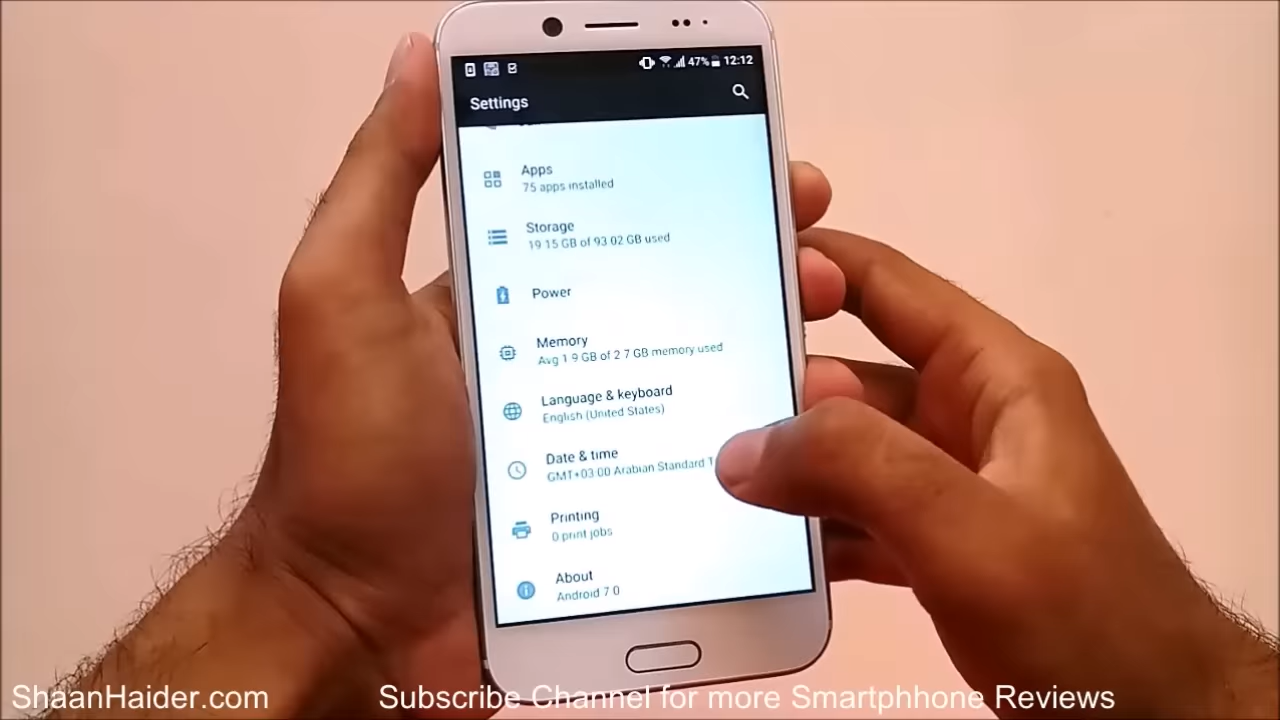 47% 12:12
Settings
Apps
75 apps installed
Storage
19.15 GB of 93.02 GB used
Power
Memory
Avg 1.9 GB of 2.7 GB memory used
Language & keyboard
English (United States)
Date & time
GMT+03:00 Arabian Standard T
Printing
0 print jobs
About
Android 7.0
ShaanHaider.com
Subscribe Channel for more Smartphhone Reviews